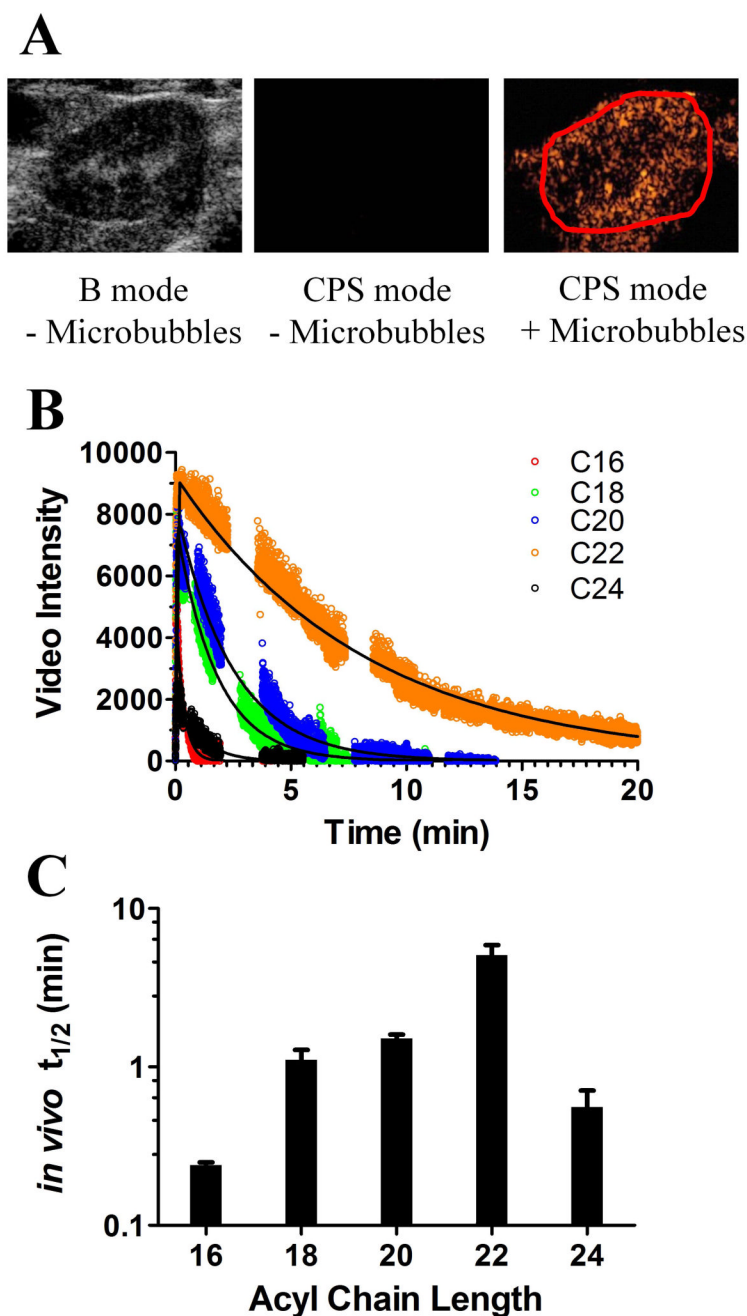 A
B mode
- Microbubbles
CPS mode
- Microbubbles
CPS mode
+ Microbubbles
B
10000
8000
6000
4000
2000
0
Video Intensity
C16
C18
C20
C22
C24
0 5 10 15 20
Time (min)
C
10
1
0.1
in vivo t1/2 (min)
16 18 20 22 24
Acyl Chain Length